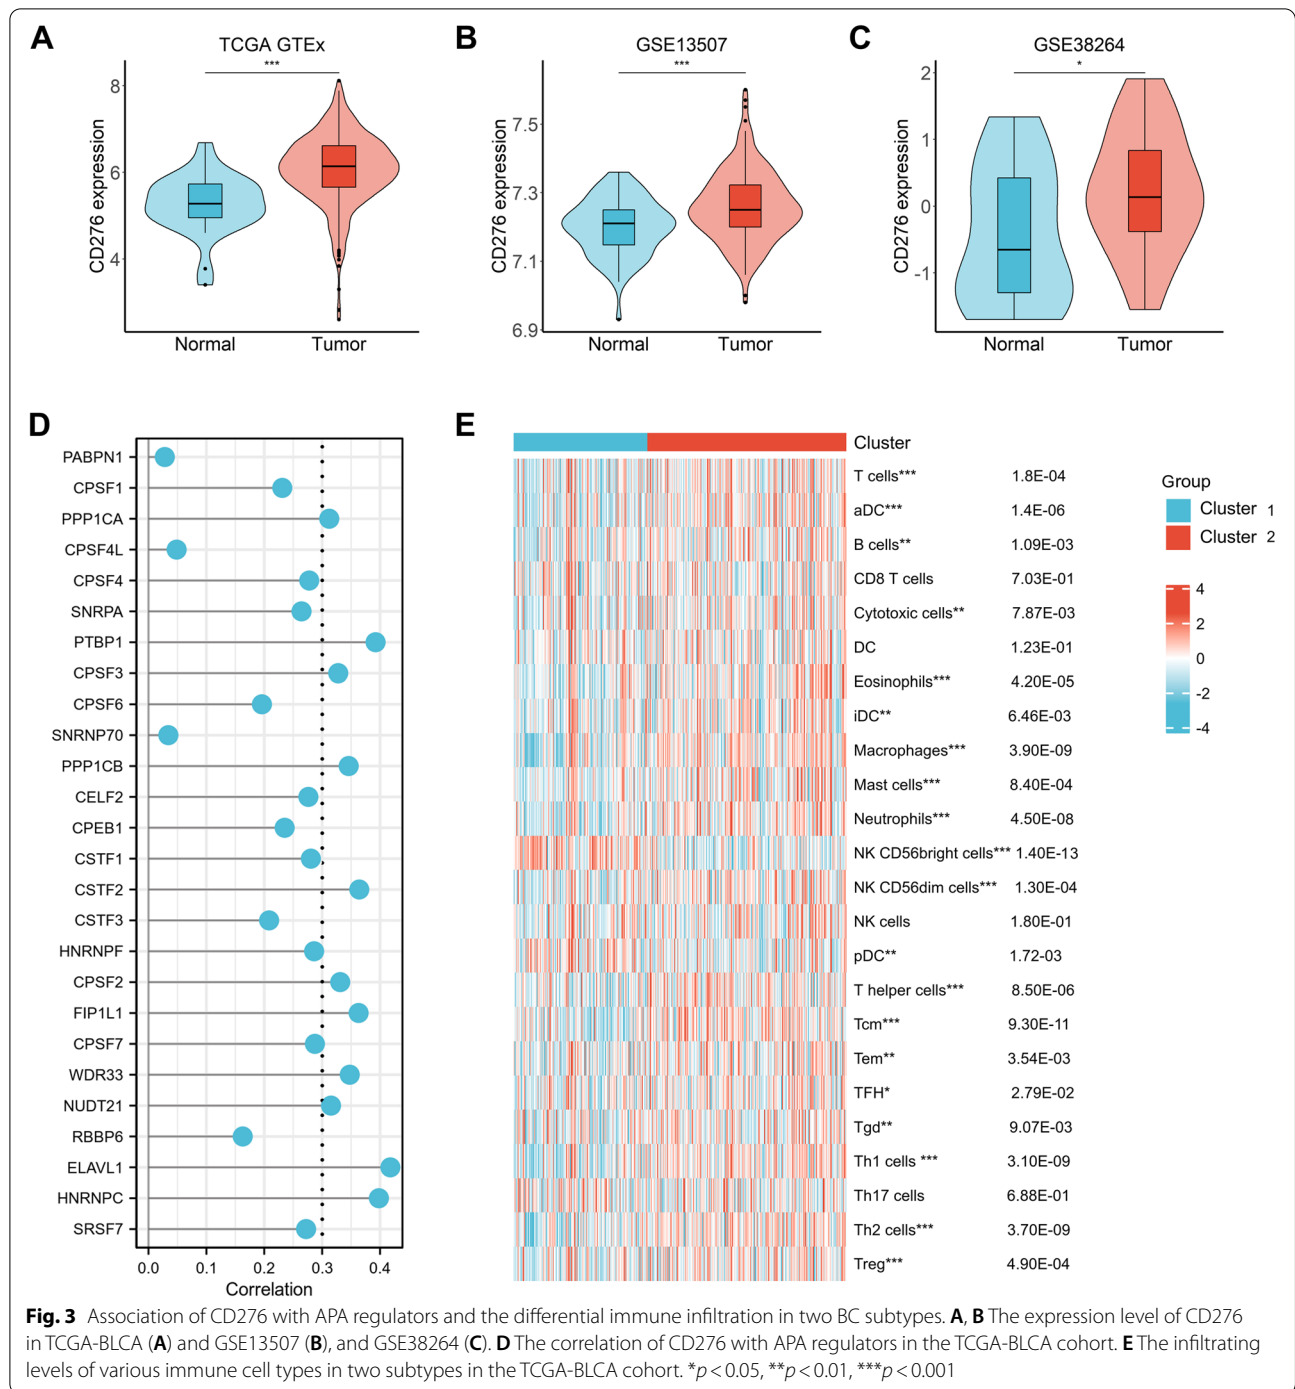 A
TCGA GTEx
***
CD276 expression
8
6
4
Normal
Tumor
B
GSE13507
***
CD276 expression
7.5
7.3
7.1
6.9
Normal
Tumor
C
GSE38264
*
CD276 expression
2
1
0
-1
Normal
Tumor
D
PABPN1
CPSF1
PPP1CA
CPSF4L
CPSF4
SNRPA
PTBP1
CPSF3
CPSF6
SNRNP70
PPP1CB
CELF2
CPEB1
CSTF1
CSTF2
CSTF3
HNRNPF
CPSF2
FIP1L1
CPSF7
WDR33
NUDT21
RBBP6
ELAVL1
HNRNPC
SRSF7
0.0 0.1 0.2 0.3 0.4
Correlation
E
Cluster
T cells*** 1.8E-04
aDC*** 1.4E-06
B cells** 1.09E-03
CD8 T cells 7.03E-01
Cytotoxic cells** 7.87E-03
DC 1.23E-01
Eosinophils*** 4.20E-05
iDC** 6.46E-03
Macrophages*** 3.90E-09
Mast cells*** 8.40E-04
Neutrophils*** 4.50E-08
NK CD56bright cells*** 1.40E-13
NK CD56dim cells*** 1.30E-04
NK cells 1.80E-01
pDC** 1.72-03
T helper cells*** 8.50E-06
Tcm*** 9.30E-11
Tem** 3.54E-03
TFH* 2.79E-02
Tgd** 9.07E-03
Th1 cells *** 3.10E-09
Th17 cells 6.88E-01
Th2 cells*** 3.70E-09
Treg*** 4.90E-04
Group
Cluster 1
Cluster 2
4
2
0
-2
-4
Fig. 3 Association of CD276 with APA regulators and the differential immune infiltration in two BC subtypes. A, B The expression level of CD276
in TCGA-BLCA (A) and GSE13507 (B), and GSE38264 (C). D The correlation of CD276 with APA regulators in the TCGA-BLCA cohort. E The infiltrating
levels of various immune cell types in two subtypes in the TCGA-BLCA cohort. *p < 0.05, **p < 0.01, ***p < 0.001